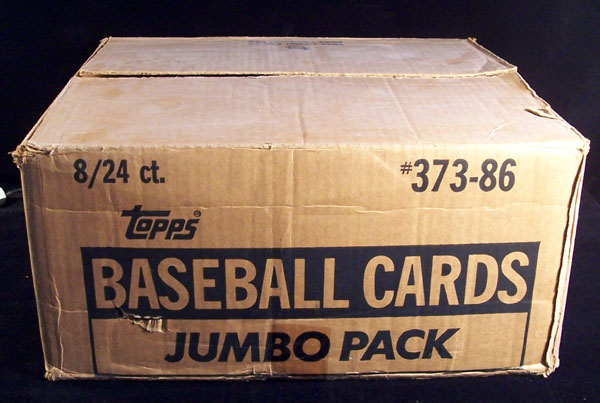 8/24 ct. #373-86
Topps®
BASEBALL CARDS
JUMBO PACK